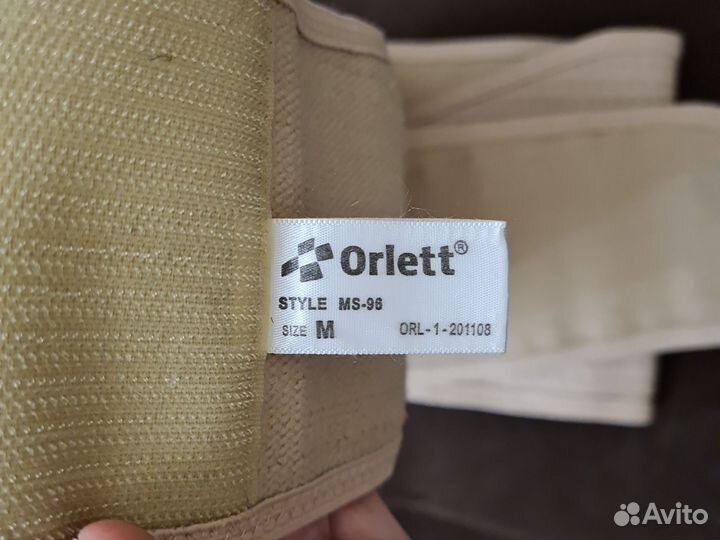 Orlett®
STYLE MS-96
SIZE M ORL-1-201108
Avito